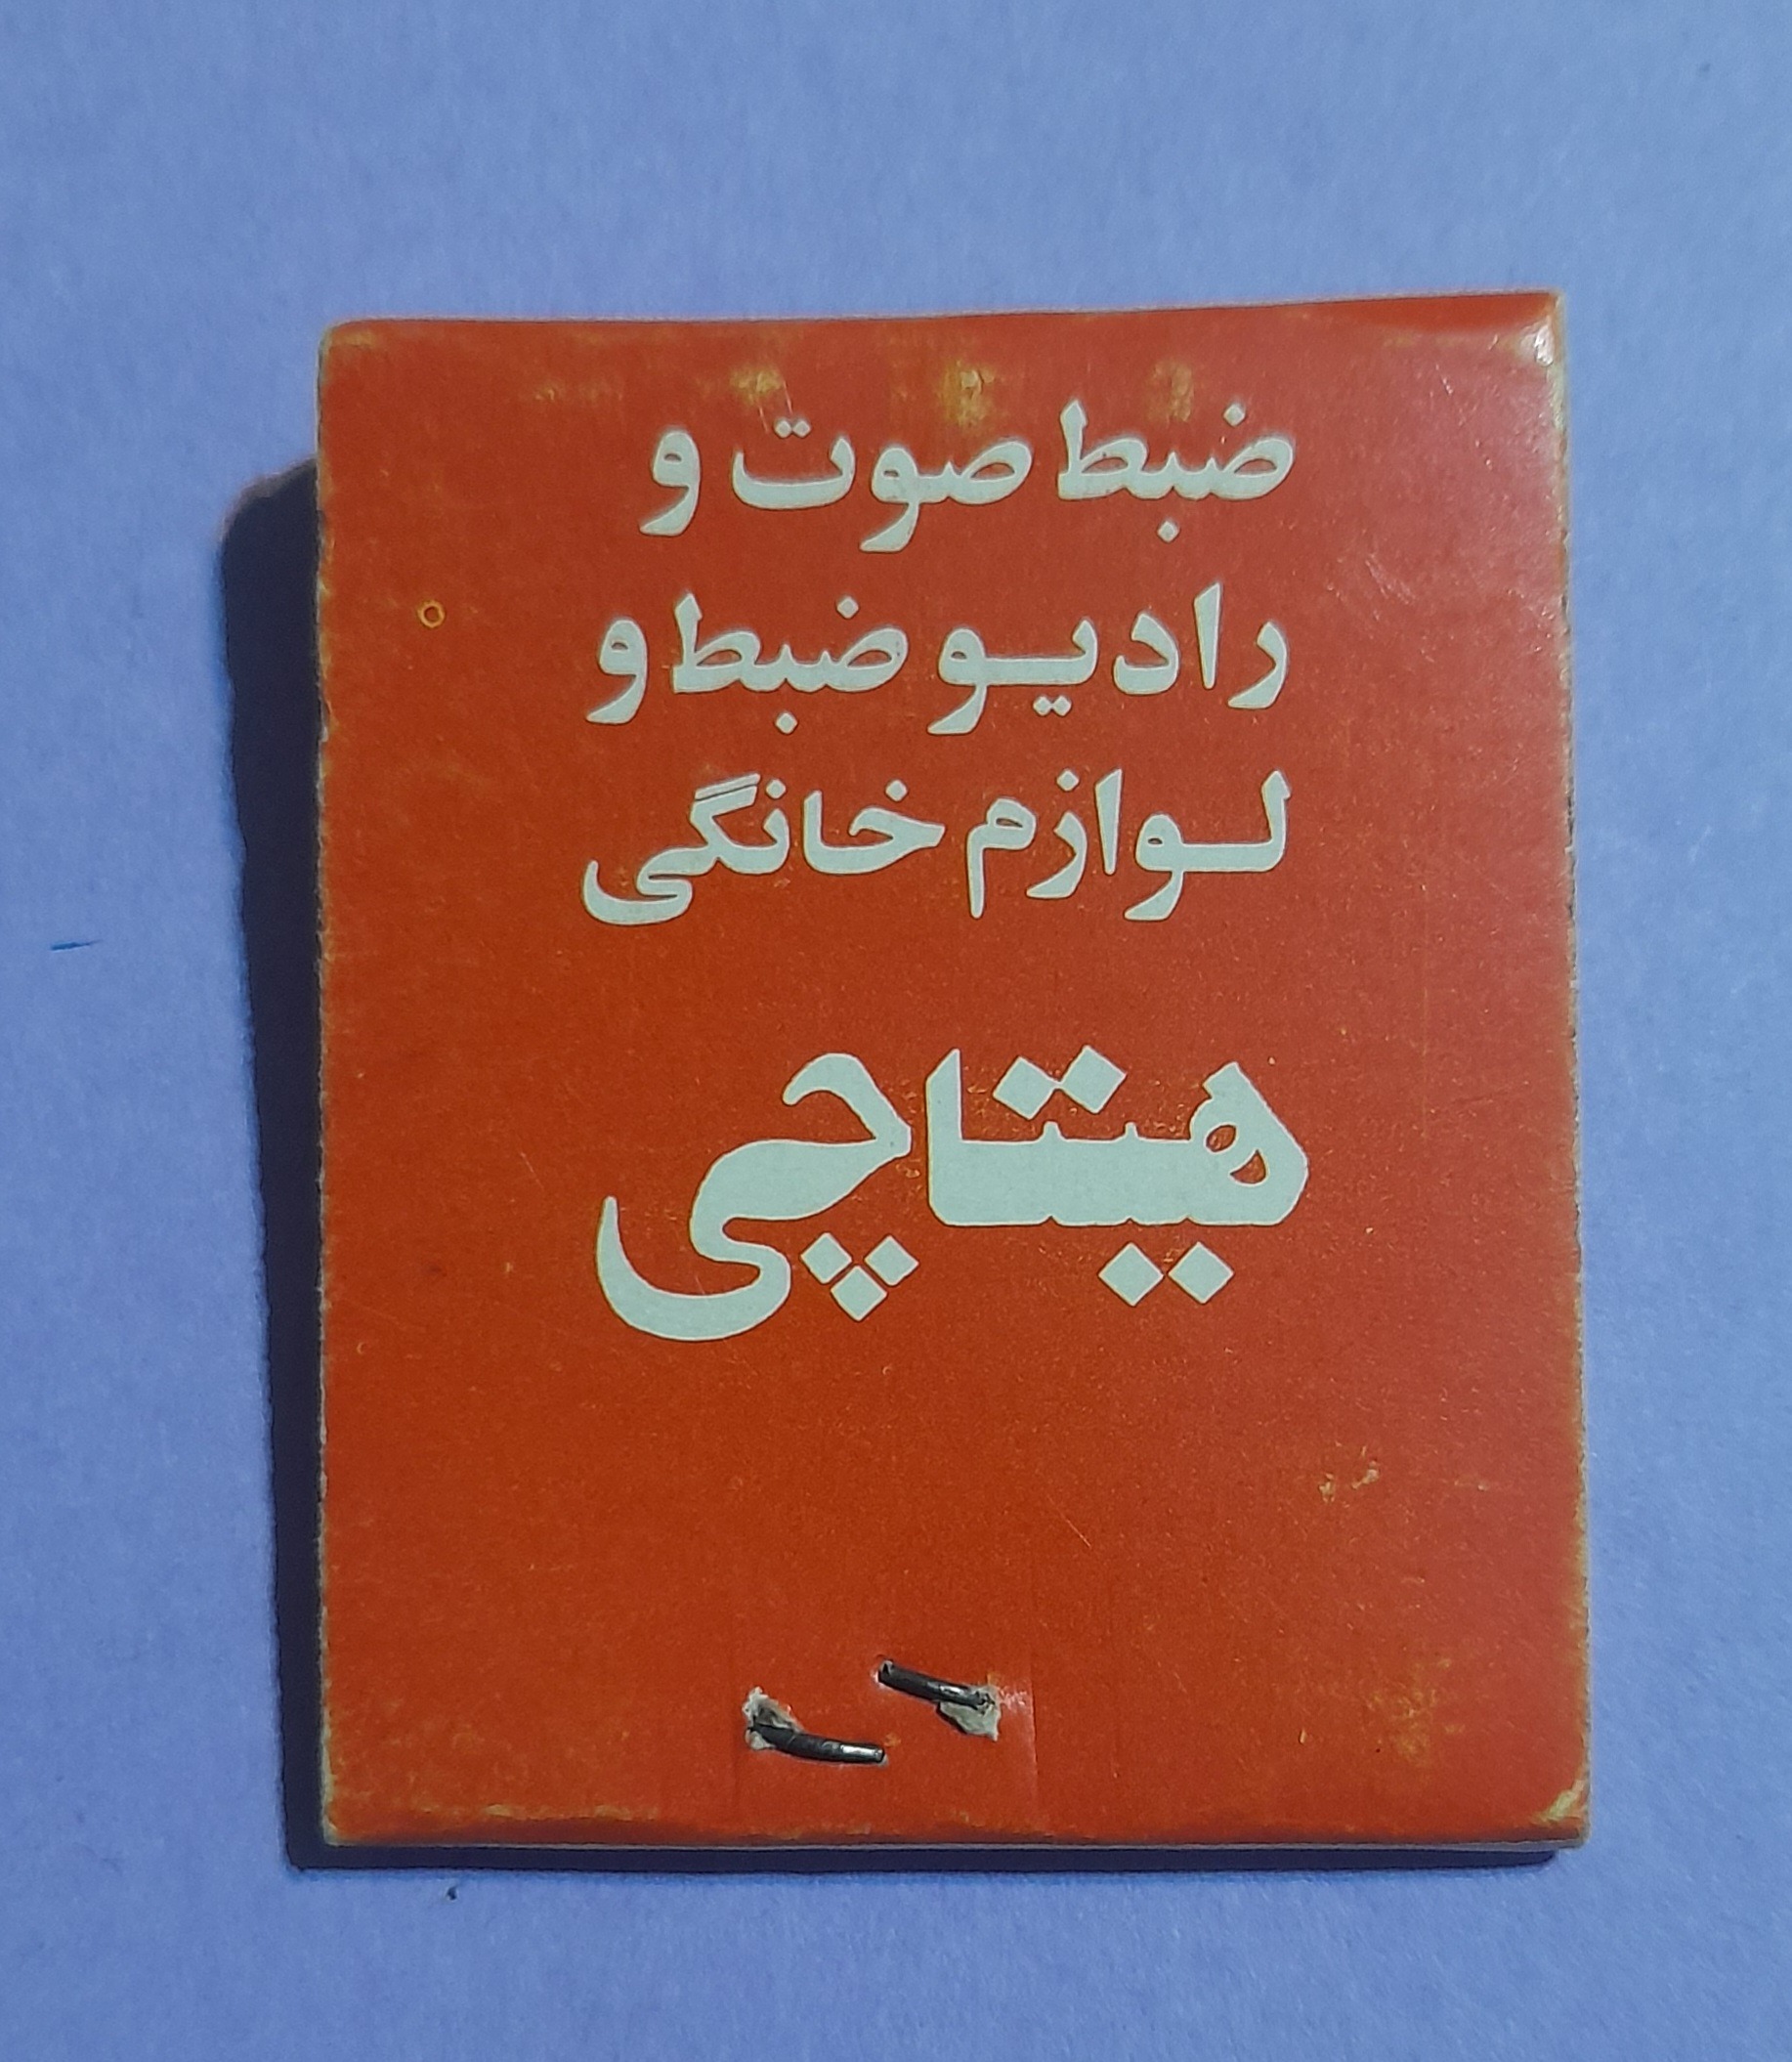 ضبط صوت و
رادیو ضبط و
لوازم خانگی
هیتاچی